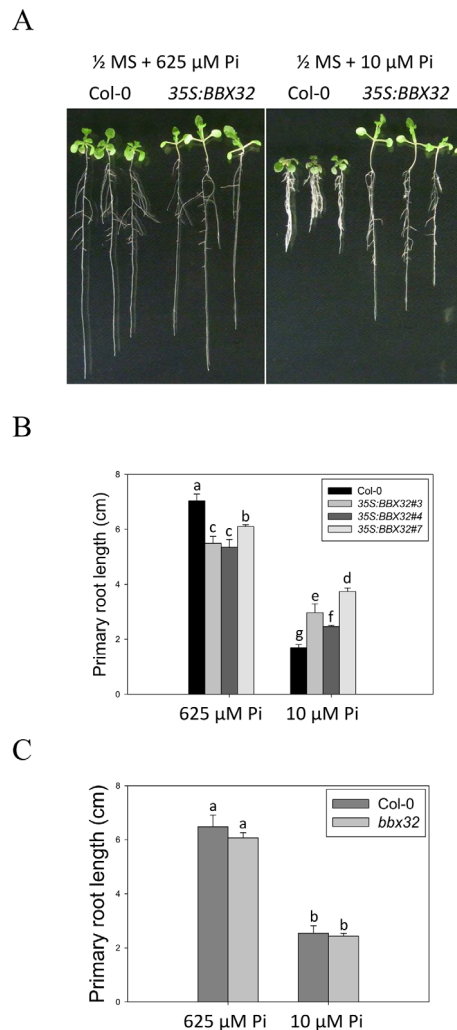 A
½ MS + 625 µM Pi ½ MS + 10 µM Pi
Col-0 35S:BBX32 Col-0 35S:BBX32
B
Primary root length (cm)
8
6
4
2
0
a
c c b
g e f d
Col-0
35S:BBX32#3
35S:BBX32#4
35S:BBX32#7
625 µM Pi 10 µM Pi
C
Primary root length (cm)
8
6
4
2
0
a a
b b
Col-0
bbx32
625 µM Pi 10 µM Pi